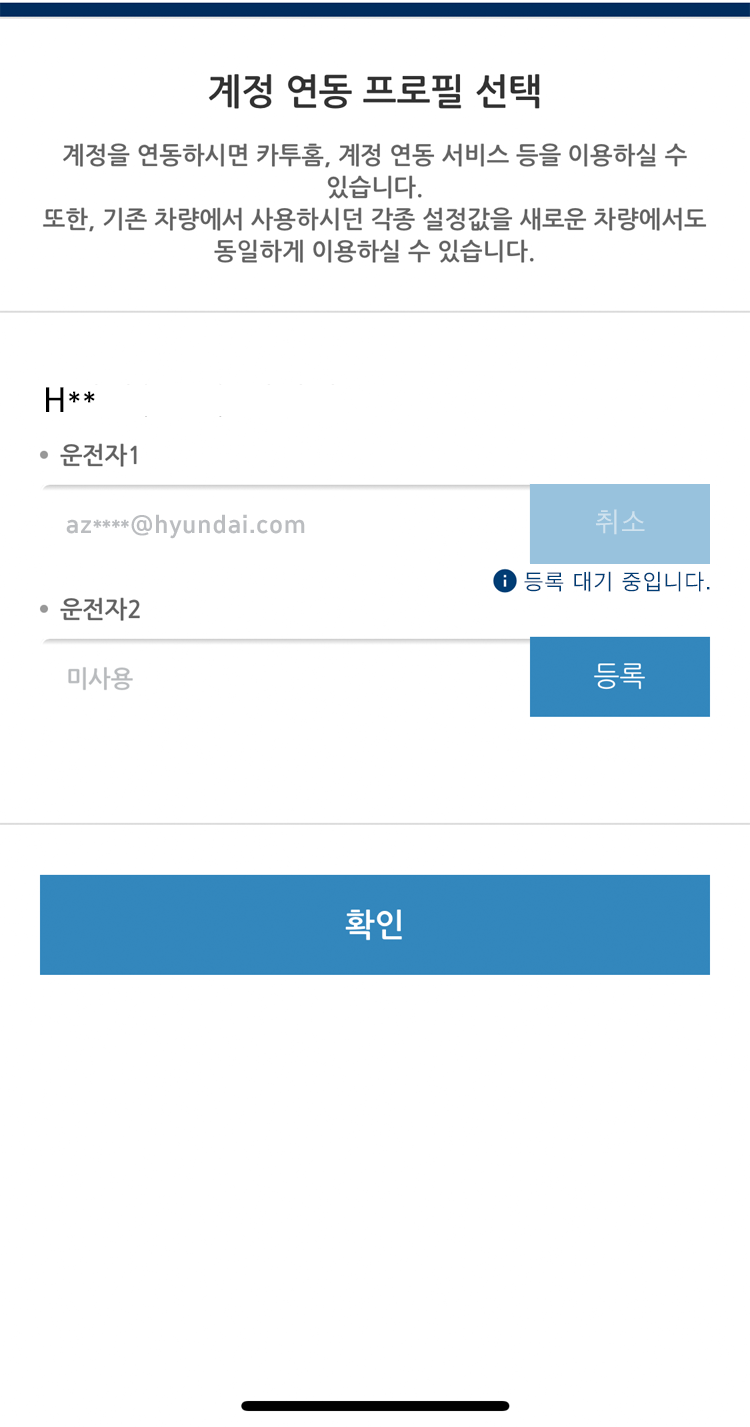 계정 연동 프로필 선택
계정을 연동하시면 카투홈, 계정 연동 서비스 등을 이용하실 수
있습니다.
또한, 기존 차량에서 사용하시던 각종 설정값을 새로운 차량에서도
동일하게 이용하실 수 있습니다.
H**
• 운전자1
az****@hyundai.com
취소
등록 대기 중입니다.
• 운전자2
미사용
등록
확인